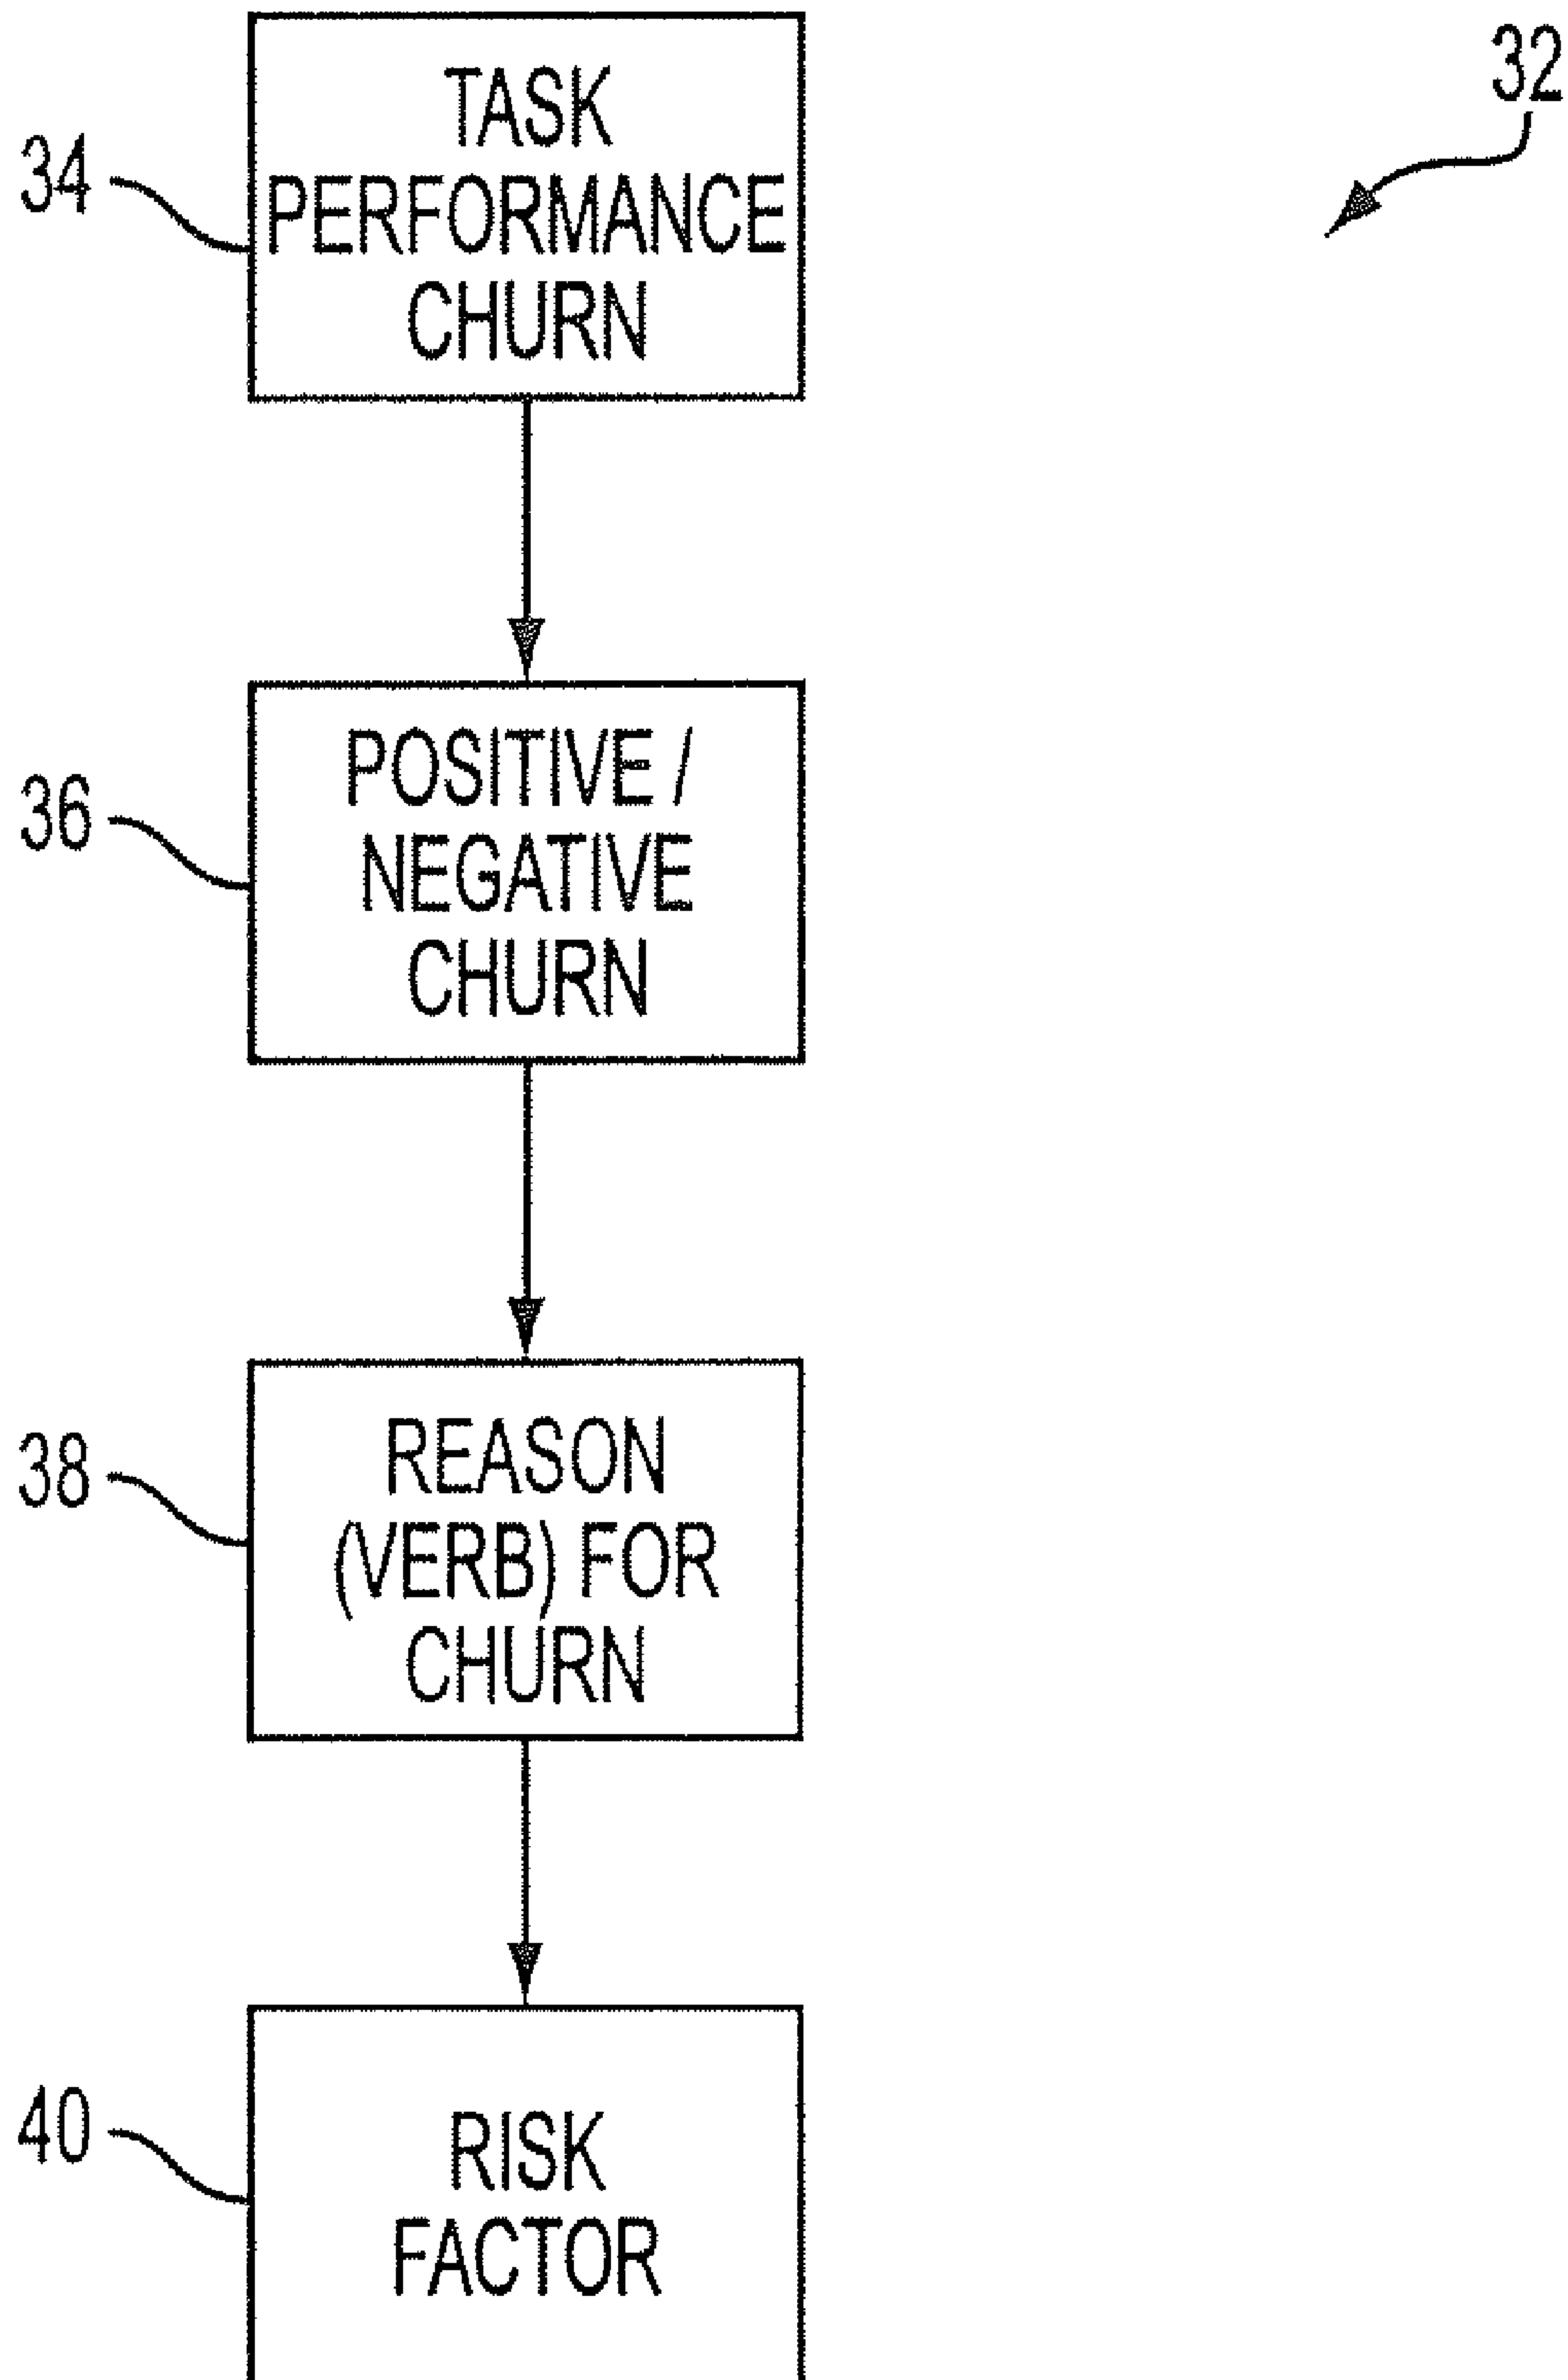 32
34
TASK
PERFORMANCE
CHURN
36
POSITIVE /
NEGATIVE
CHURN
38
REASON
(VERB) FOR
CHURN
40
RISK
FACTOR